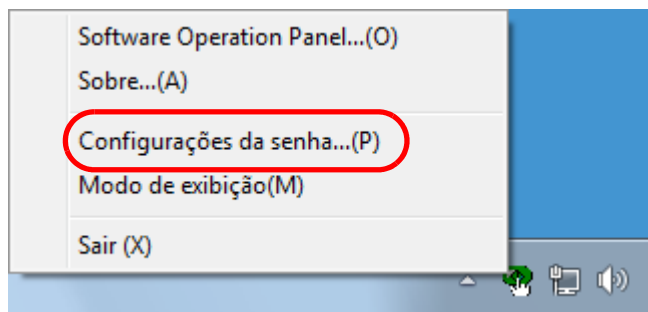 Software Operation Panel...(O)
Sobre...(A)
Configurações da senha...(P)
Modo de exibição(M)
Sair (X)